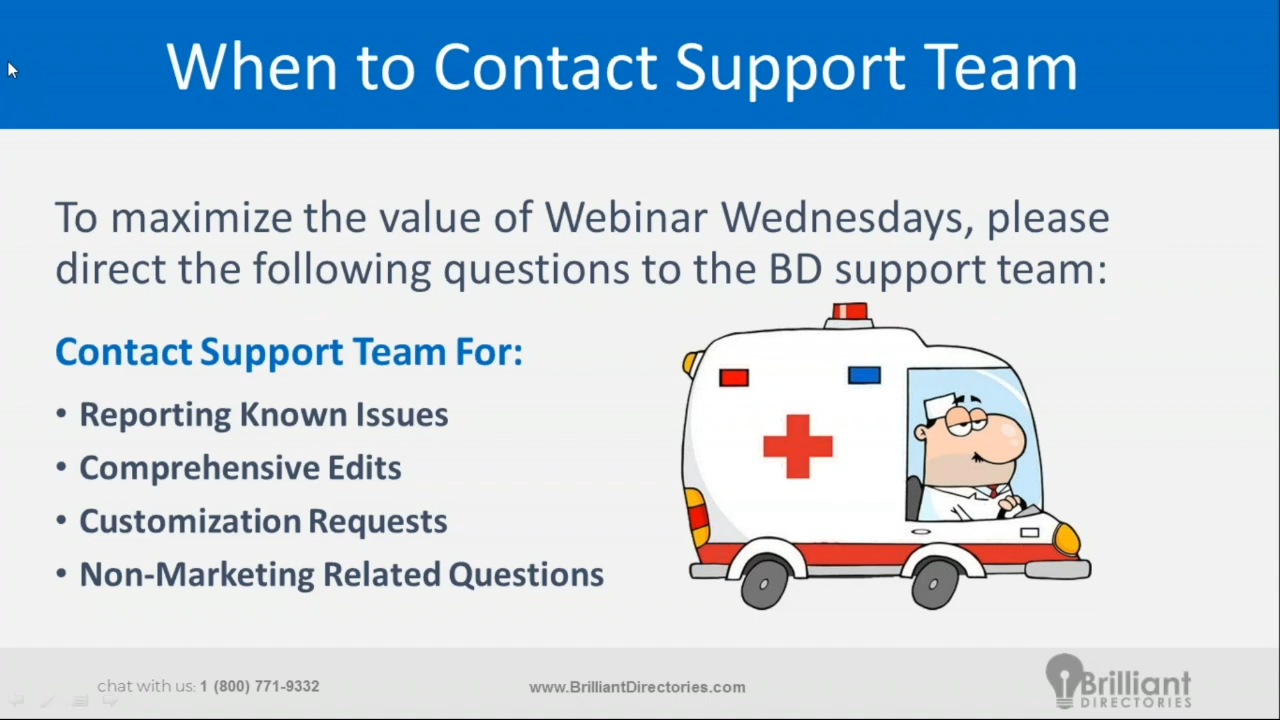 When to Contact Support Team
To maximize the value of Webinar Wednesdays, please
direct the following questions to the BD support team:
Contact Support Team For:
• Reporting Known Issues
• Comprehensive Edits
• Customization Requests
• Non-Marketing Related Questions
chat with us: 1 (800) 771-9332
www.BrilliantDirectories.com
Brilliant
DIRECTORIES